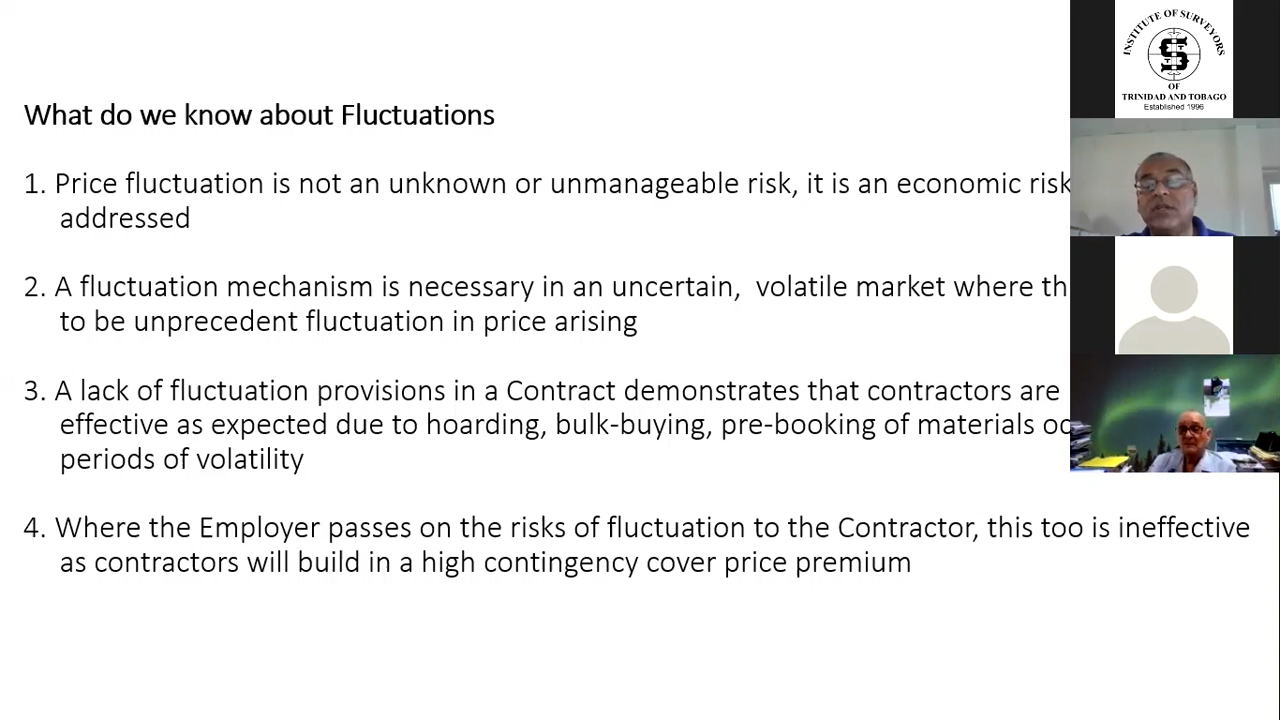 What do we know about Fluctuations
1. Price fluctuation is not an unknown or unmanageable risk, it is an economic risk
addressed
2. A fluctuation mechanism is necessary in an uncertain, volatile market where
to be unprecedent fluctuation in price arising
3. A lack of fluctuation provisions in a Contract demonstrates that contractors are
effective as expected due to hoarding, bulk-buying, pre-booking of materials
periods of volatility
4. Where the Employer passes on the risks of fluctuation to the Contractor, this too is ineffective
as contractors will build in a high contingency cover price premium
INSTITUTE OF SURVEYORS
OF
TRINIDAD AND TOBAGO
Established 1996